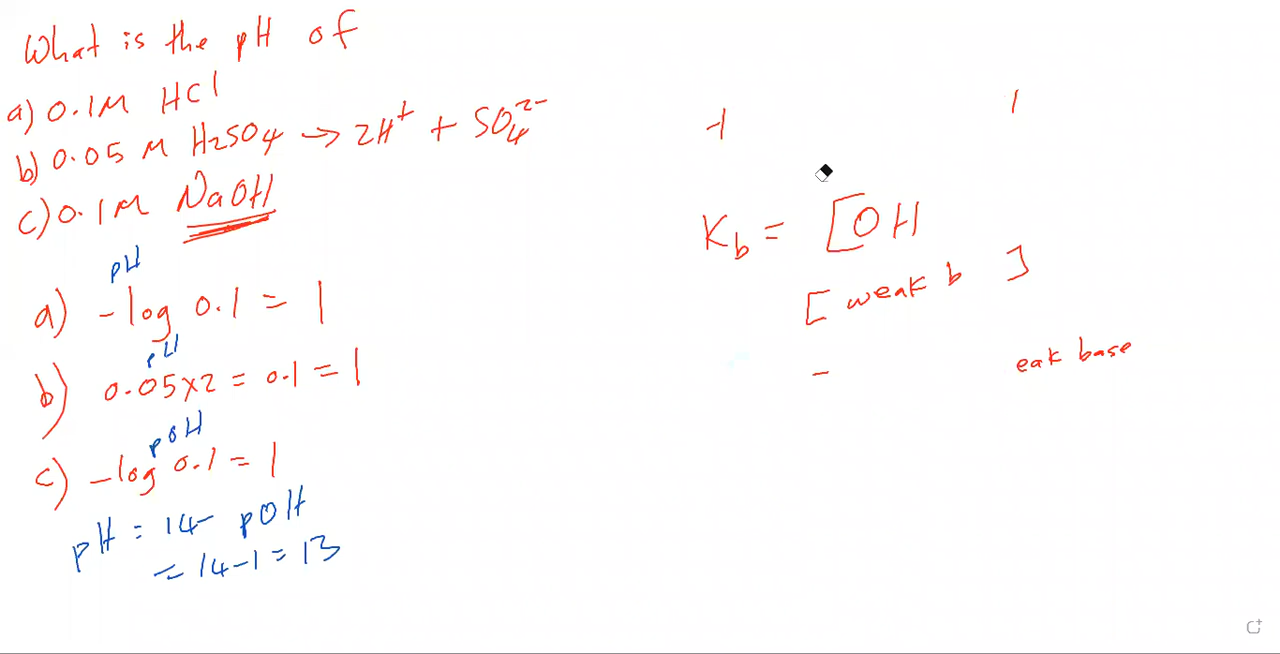 What is the pH of
a) 0.1M HCl
b) 0.05 M H2SO4 → 2H+ + SO4 2-
c) 0.1M NaOH
pH
a) -log 0.1 = 1
pH
b) 0.05x2 = 0.1 = 1
pOH
c) -log 0.1 = 1
pH = 14- pOH
= 14-1 = 13
Kb = [OH
[weak b ]
-
eak base